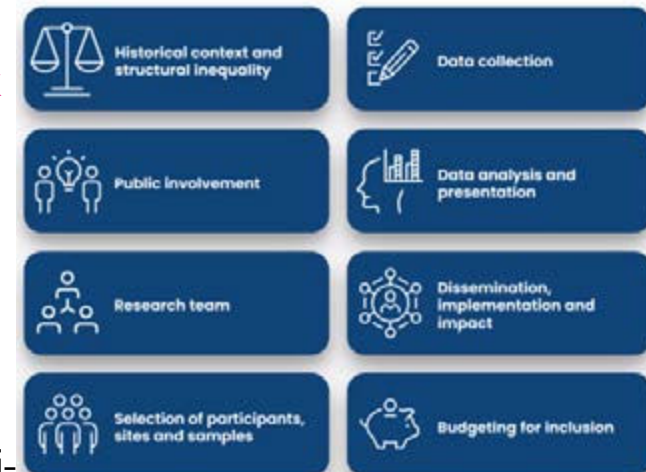 Historical context and
structural inequality
Data collection
Public involvement
Data analysis and
presentation
Research team
Dissemination,
implementation and
impact
Selection of participants,
sites and samples
Budgeting for inclusion